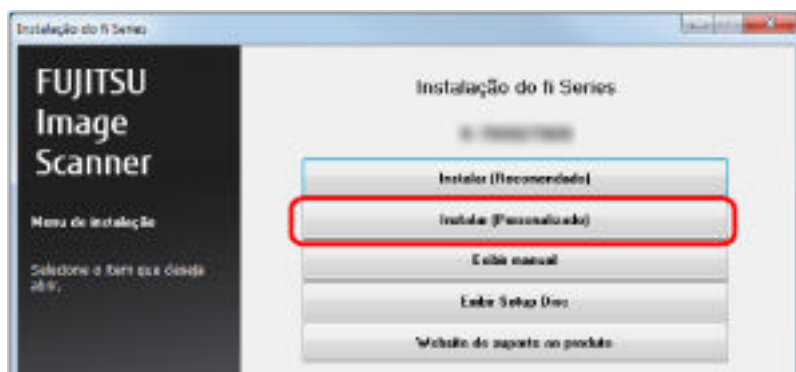 Instalação do fi Series
FUJITSU
Image
Scanner
Menu de instalação
Selecione o item que deseja
abrir.
Instalação do fi Series
Instalar (Recomendado)
Instalar (Personalizado)
Exibir manual
Exibir Setup Disc
Website de suporte ao produto